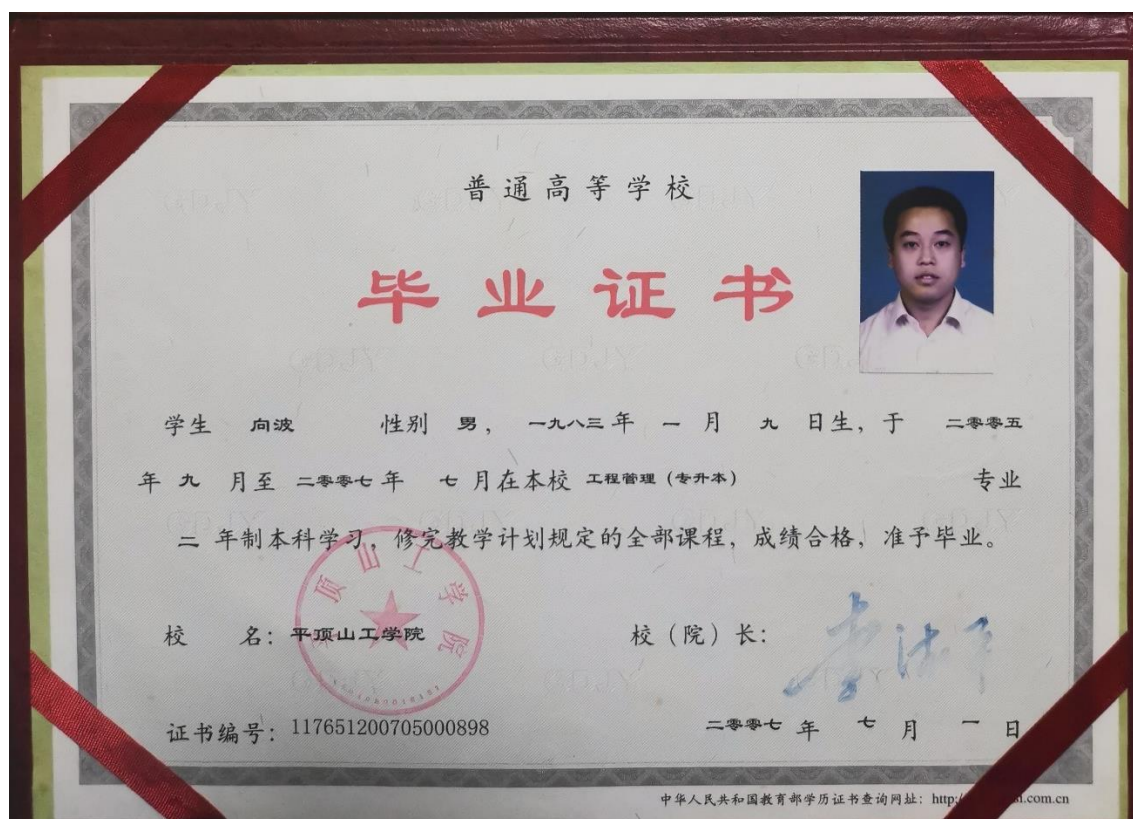 普通高等学校
毕业证书
学生 向波 性别 男, 一九八三年 一 月 九 日生, 于 二零零五
年 九 月至 二零零七年 七 月在本校 工程管理(专升本) 专业
二 年制本科学习, 修完教学计划规定的全部课程, 成绩合格, 准予毕业。
平顶山工学院
校 名: 平顶山工学院 校(院)长:
证书编号: 117651200705000898 二零零七 年 七 月 一 日
中华人民共和国教育部学历证书查询网址: http:/ .com.cn